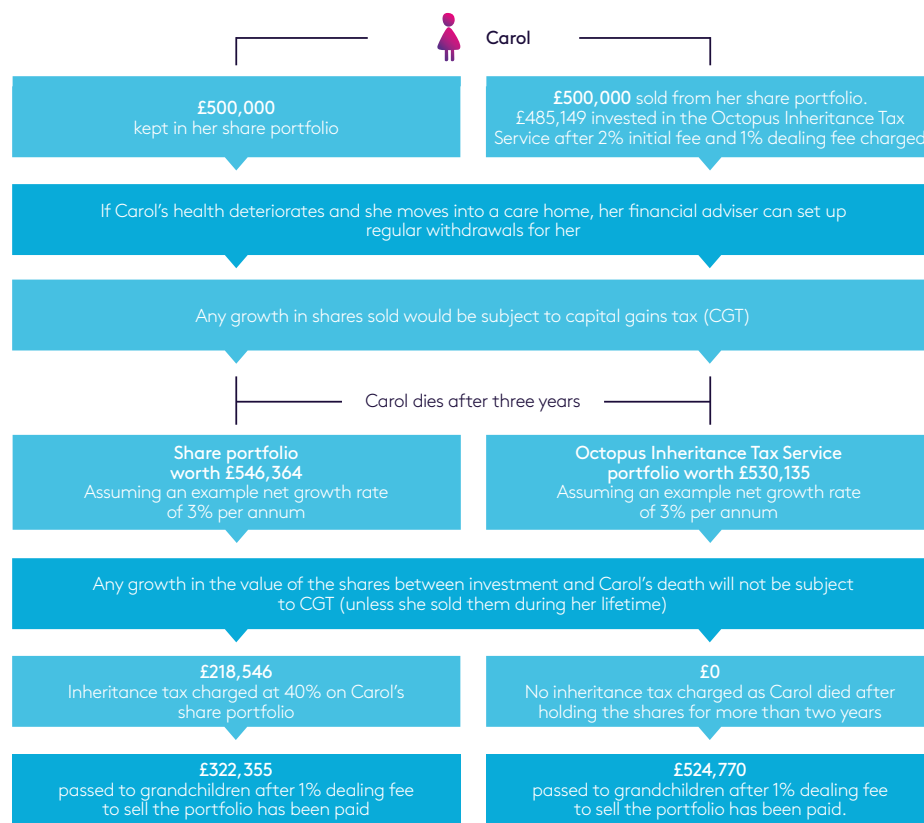 Carol
£500,000
kept in her share portfolio
£500,000 sold from her share portfolio.
£485,149 invested in the Octopus Inheritance Tax
Service after 2% initial fee and 1% dealing fee charged
If Carol's health deteriorates and she moves into a care home, her financial adviser can set up
regular withdrawals for her
Any growth in shares sold would be subject to capital gains tax (CGT)
Carol dies after three years
Share portfolio
worth £546,364
Assuming an example net growth rate
of 3% per annum
Octopus Inheritance Tax Service
portfolio worth £530,135
Assuming an example net growth rate
of 3% per annum
Any growth in the value of the shares between investment and Carol's death will not be subject
to CGT (unless she sold them during her lifetime)
£218,546
Inheritance tax charged at 40% on Carol's
share portfolio
£0
No inheritance tax charged as Carol died after
holding the shares for more than two years
£322,355
passed to grandchildren after 1% dealing fee
to sell the portfolio has been paid
£524,770
passed to grandchildren after 1% dealing fee
to sell the portfolio has been paid.